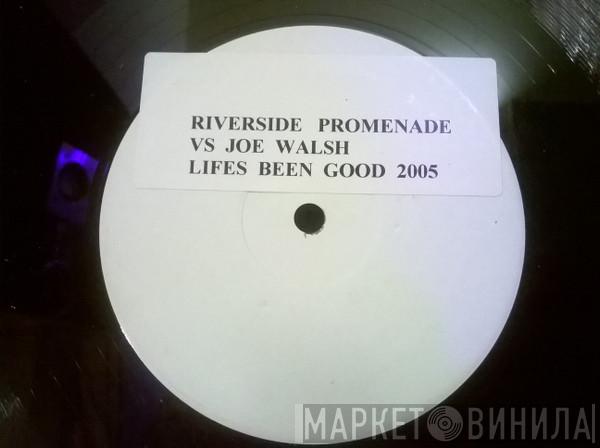 RIVERSIDE PROMENADE
VS JOE WALSH
LIFES BEEN GOOD 2005
МАРКЕТ ВИНИЛА